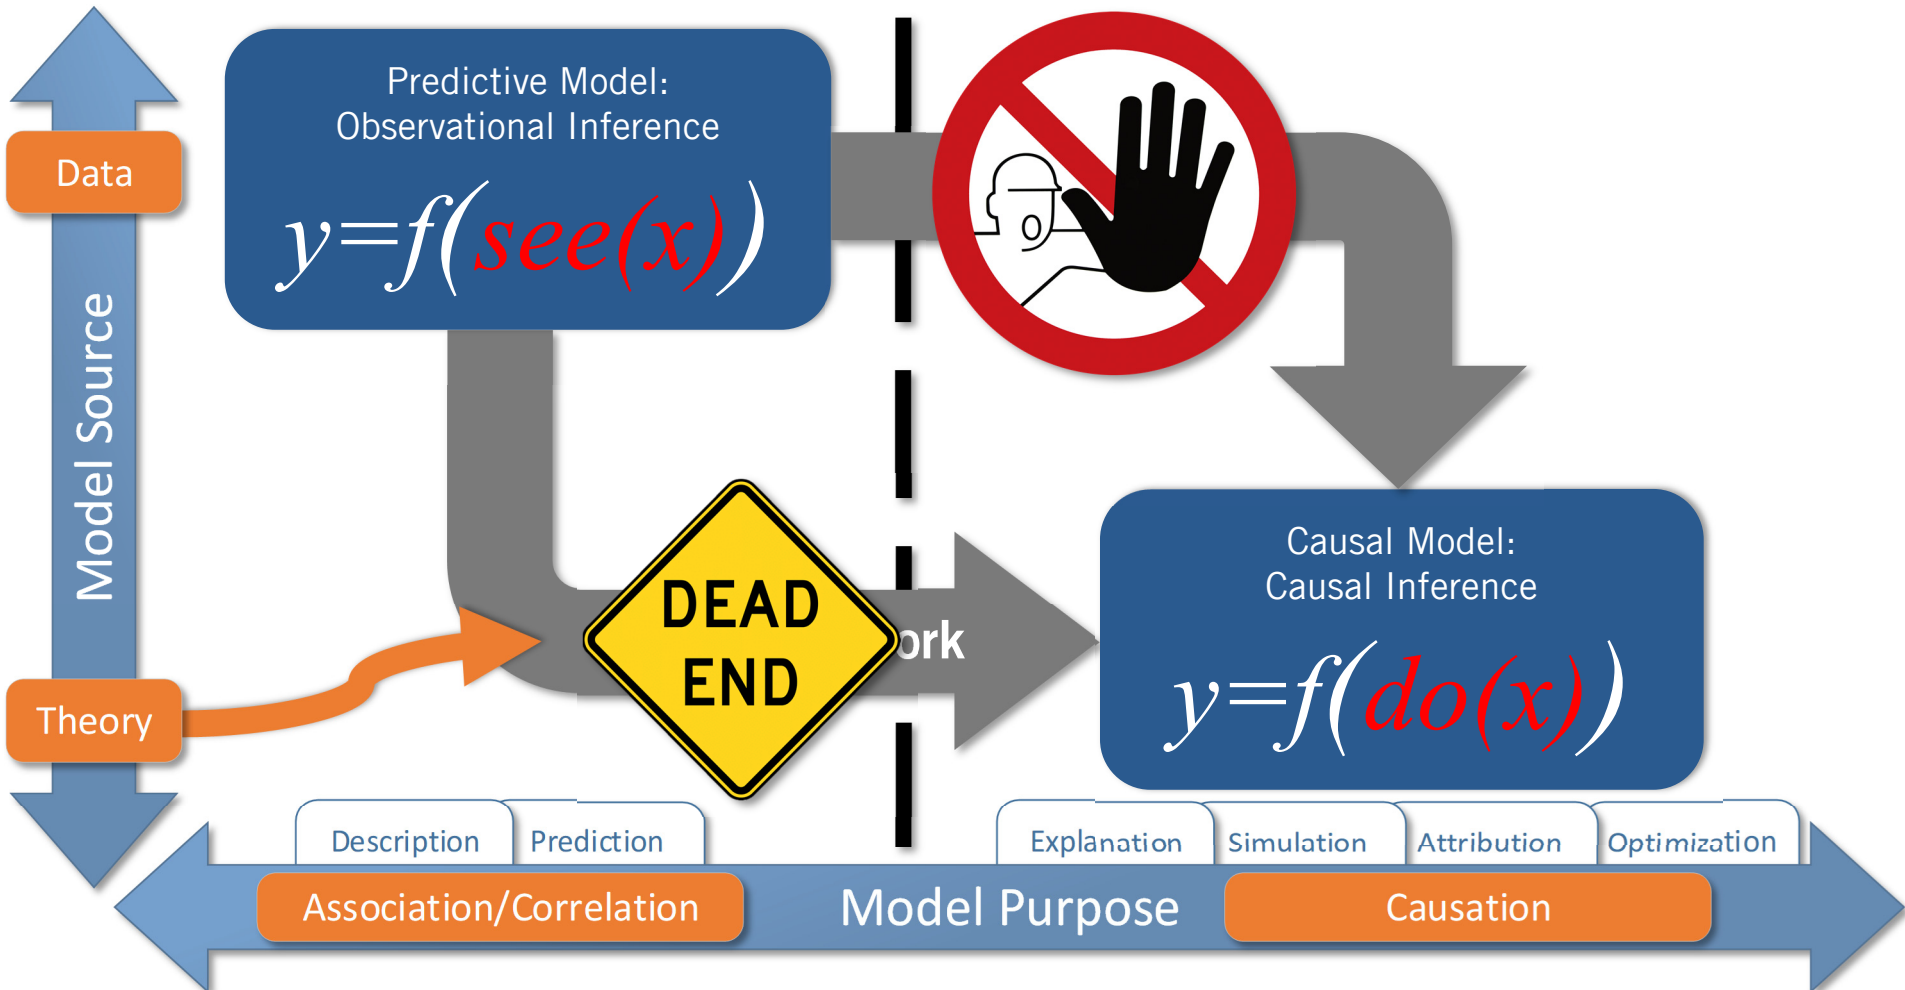 Predictive Model:
Observational Inference
y=f(see(x))
Data
Model Source
Theory
DEAD
END
ork
Causal Model:
Causal Inference
y=f(do(x))
Description
Prediction
Explanation
Simulation
Attribution
Optimization
Association/Correlation
Model Purpose
Causation